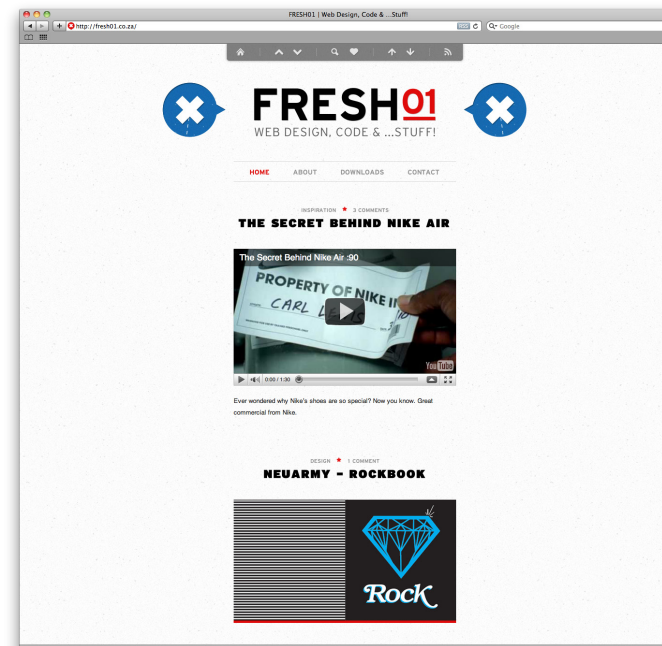 FRESH01 | Web Design, Code & ...Stuff!
http://fresh01.co.za/
Google
FRESH01
WEB DESIGN, CODE & ...STUFF!
HOME ABOUT DOWNLOADS CONTACT
INSPIRATION ★ 3 COMMENTS
THE SECRET BEHIND NIKE AIR
The Secret Behind Nike Air :90
PROPERTY OF NIKE IN
CARL
YouTube
0:00 / 1:30
Ever wondered why Nike's shoes are so special? Now you know. Great
commercial from Nike.
DESIGN ★ 1 COMMENT
NEUARMY – ROCKBOOK
Rock